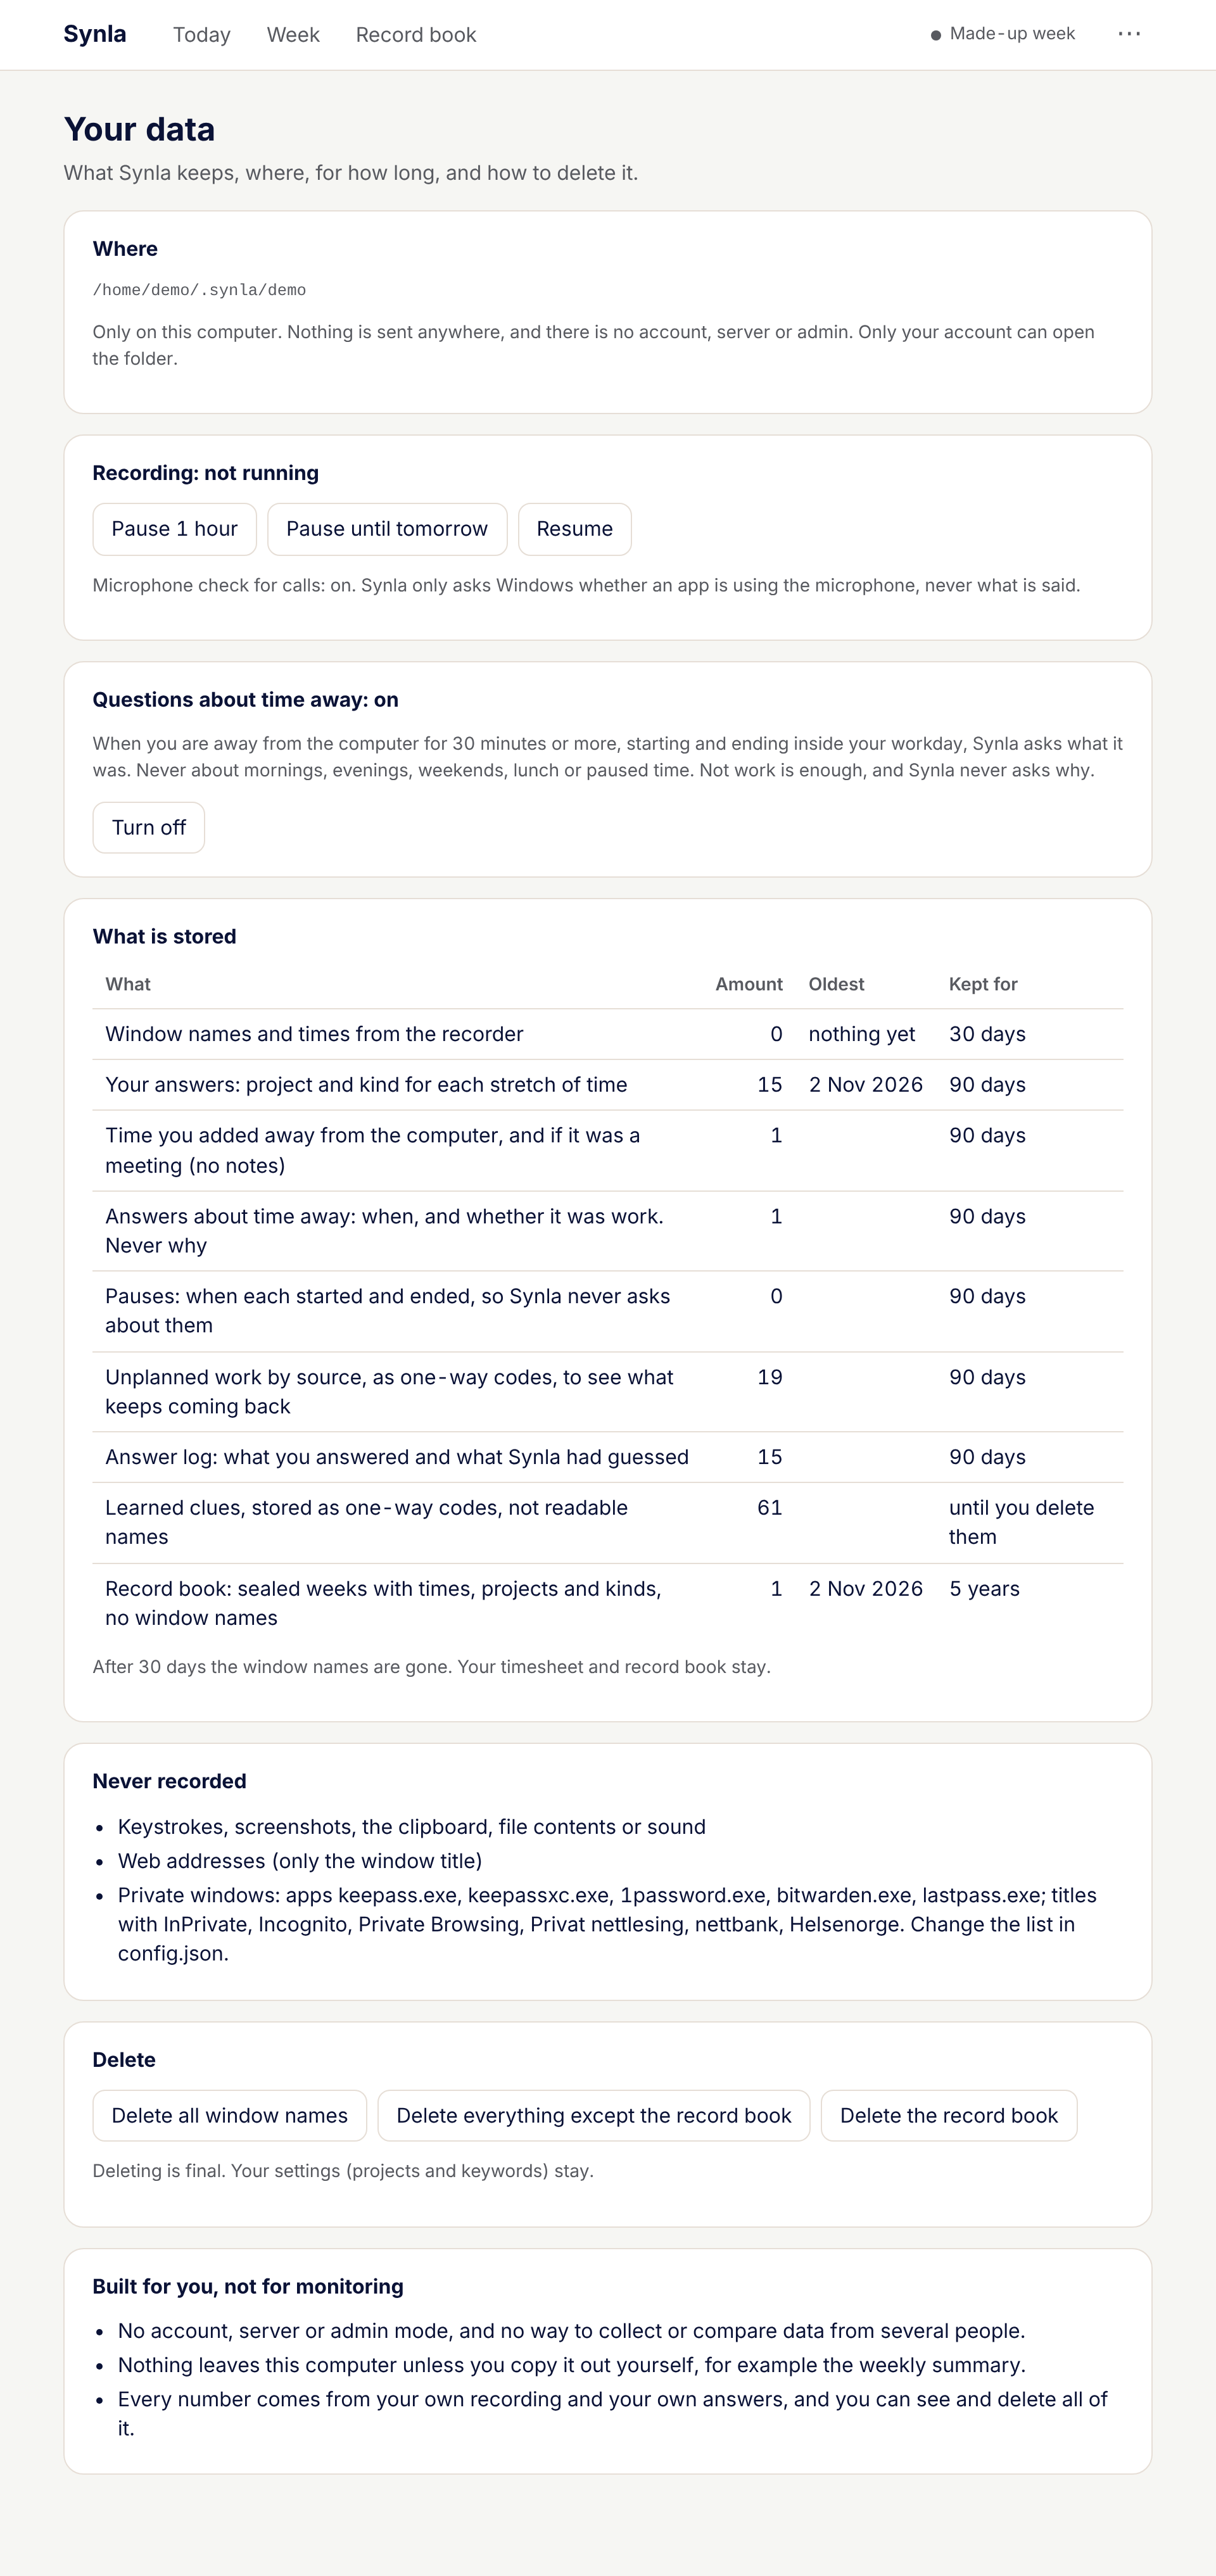 Synla Today Week Record book Made-up week ...
Your data
What Synla keeps, where, for how long, and how to delete it.
Where
/home/demo/.synla/demo
Only on this computer. Nothing is sent anywhere, and there is no account, server or admin. Only your account can open
the folder.
Recording: not running
Pause 1 hour Pause until tomorrow Resume
Microphone check for calls: on. Synla only asks Windows whether an app is using the microphone, never what is said.
Questions about time away: on
When you are away from the computer for 30 minutes or more, starting and ending inside your workday, Synla asks what it
was. Never about mornings, evenings, weekends, lunch or paused time. Not work is enough, and Synla never asks why.
Turn off
What is stored
What Amount Oldest Kept for
Window names and times from the recorder 0 nothing yet 30 days
Your answers: project and kind for each stretch of time 15 2 Nov 2026 90 days
Time you added away from the computer, and if it was a 1 90 days
meeting (no notes)
Answers about time away: when, and whether it was work. 1 90 days
Never why
Pauses: when each started and ended, so Synla never asks 0 90 days
about them
Unplanned work by source, as one-way codes, to see what 19 90 days
keeps coming back
Answer log: what you answered and what Synla had guessed 15 90 days
Learned clues, stored as one-way codes, not readable 61 until you delete
names them
Record book: sealed weeks with times, projects and kinds, 1 2 Nov 2026 5 years
no window names
After 30 days the window names are gone. Your timesheet and record book stay.
Never recorded
• Keystrokes, screenshots, the clipboard, file contents or sound
• Web addresses (only the window title)
• Private windows: apps keepass.exe, keepassxc.exe, 1password.exe, bitwarden.exe, lastpass.exe; titles
with InPrivate, Incognito, Private Browsing, Privat nettlesing, nettbank, Helsenorge. Change the list in
config.json.
Delete
Delete all window names Delete everything except the record book Delete the record book
Deleting is final. Your settings (projects and keywords) stay.
Built for you, not for monitoring
• No account, server or admin mode, and no way to collect or compare data from several people.
• Nothing leaves this computer unless you copy it out yourself, for example the weekly summary.
• Every number comes from your own recording and your own answers, and you can see and delete all of
it.